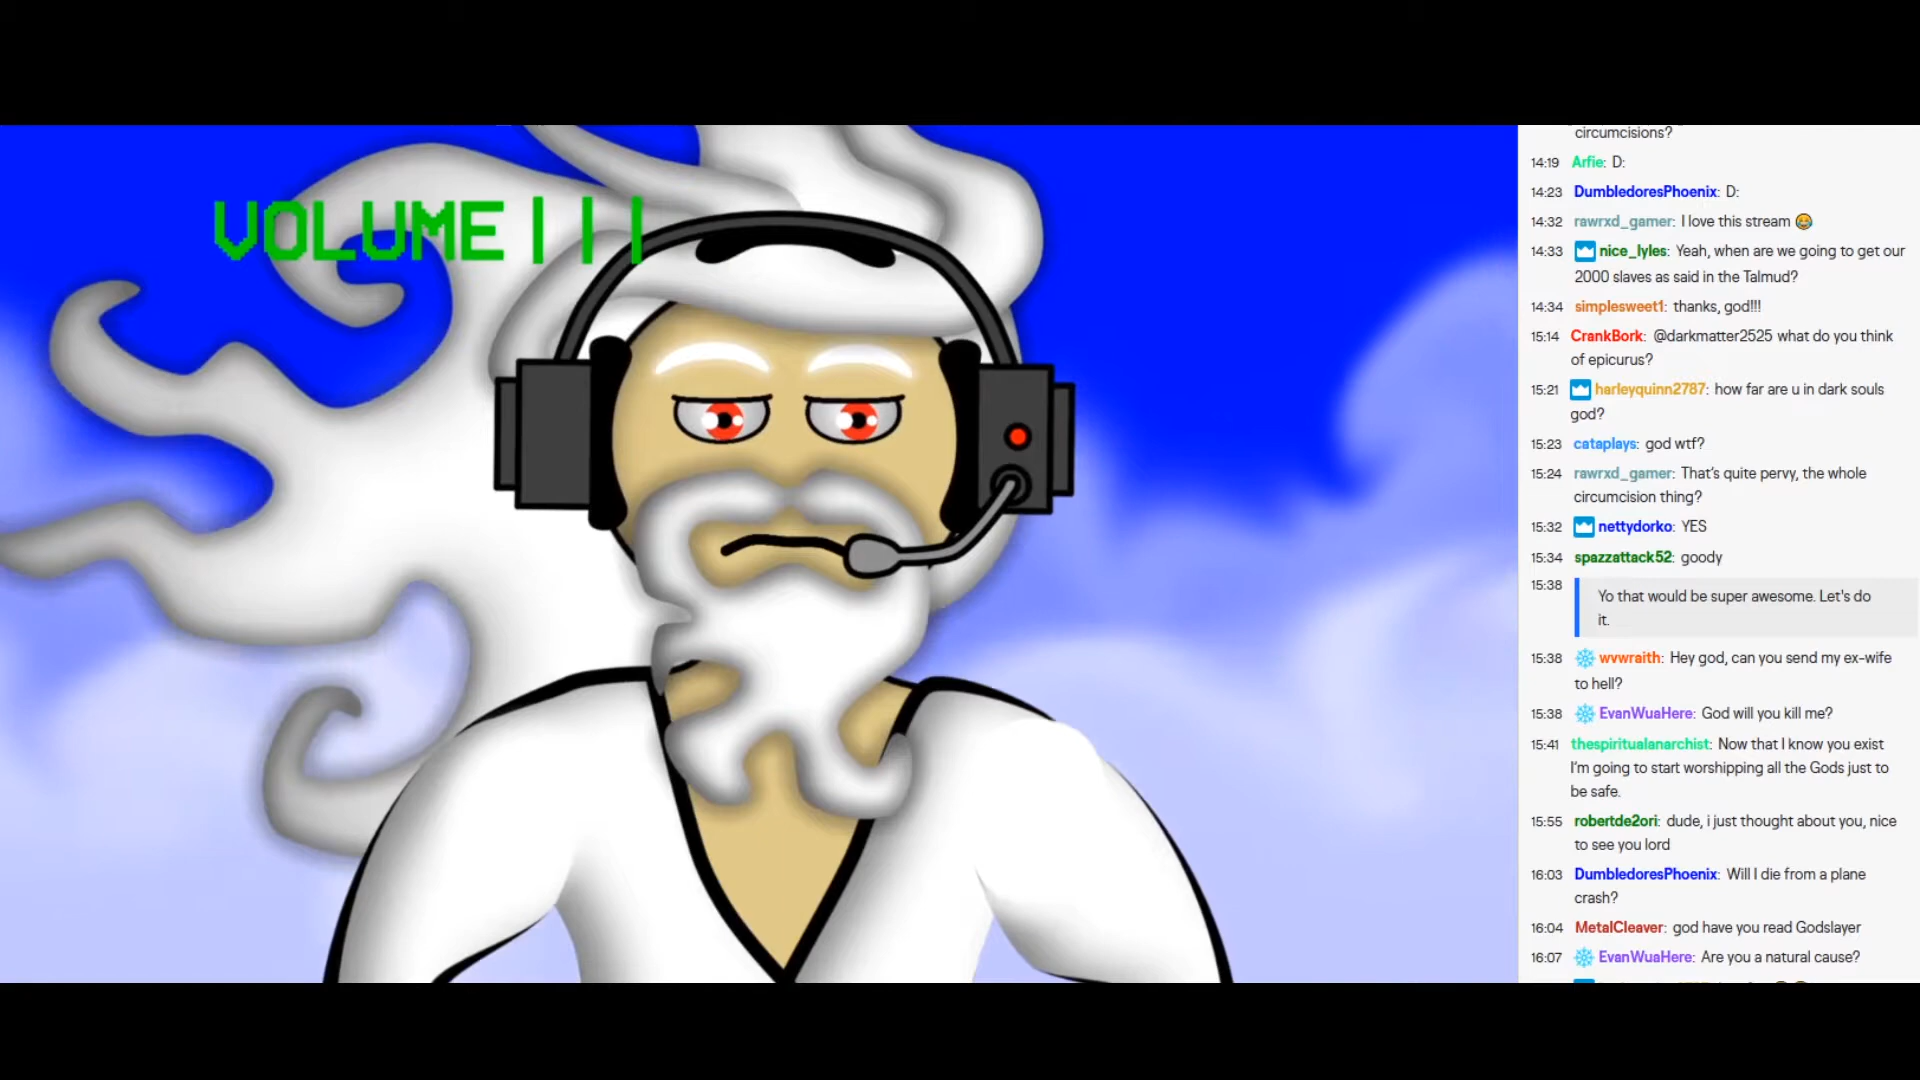 VOLUME|||
circumcisions?
14:19 Arfie: D:
14:23 DumbledoresPhoenix: D:
14:32 rawrxd_gamer: I love this stream 😂
14:33 nice_lyles: Yeah, when are we going to get our
2000 slaves as said in the Talmud?
14:34 simplesweet1: thanks, god!!!
15:14 CrankBork: @darkmatter2525 what do you think
of epicurus?
15:21 harleyquinn2787: how far are u in dark souls
god?
15:23 cataplays: god wtf?
15:24 rawrxd_gamer: That's quite pervy, the whole
circumcision thing?
15:32 nettydorko: YES
15:34 spazzattack52: goody
15:38 Yo that would be super awesome. Let's do
it.
15:38 wvwraith: Hey god, can you send my ex-wife
to hell?
15:38 EvanWuaHere: God will you kill me?
15:41 thespiritualanarchist: Now that I know you exist
I'm going to start worshipping all the Gods just to
be safe.
15:55 robertde2ori: dude, i just thought about you, nice
to see you lord
16:03 DumbledoresPhoenix: Will I die from a plane
crash?
16:04 MetalCleaver: god have you read Godslayer
16:07 EvanWuaHere: Are you a natural cause?